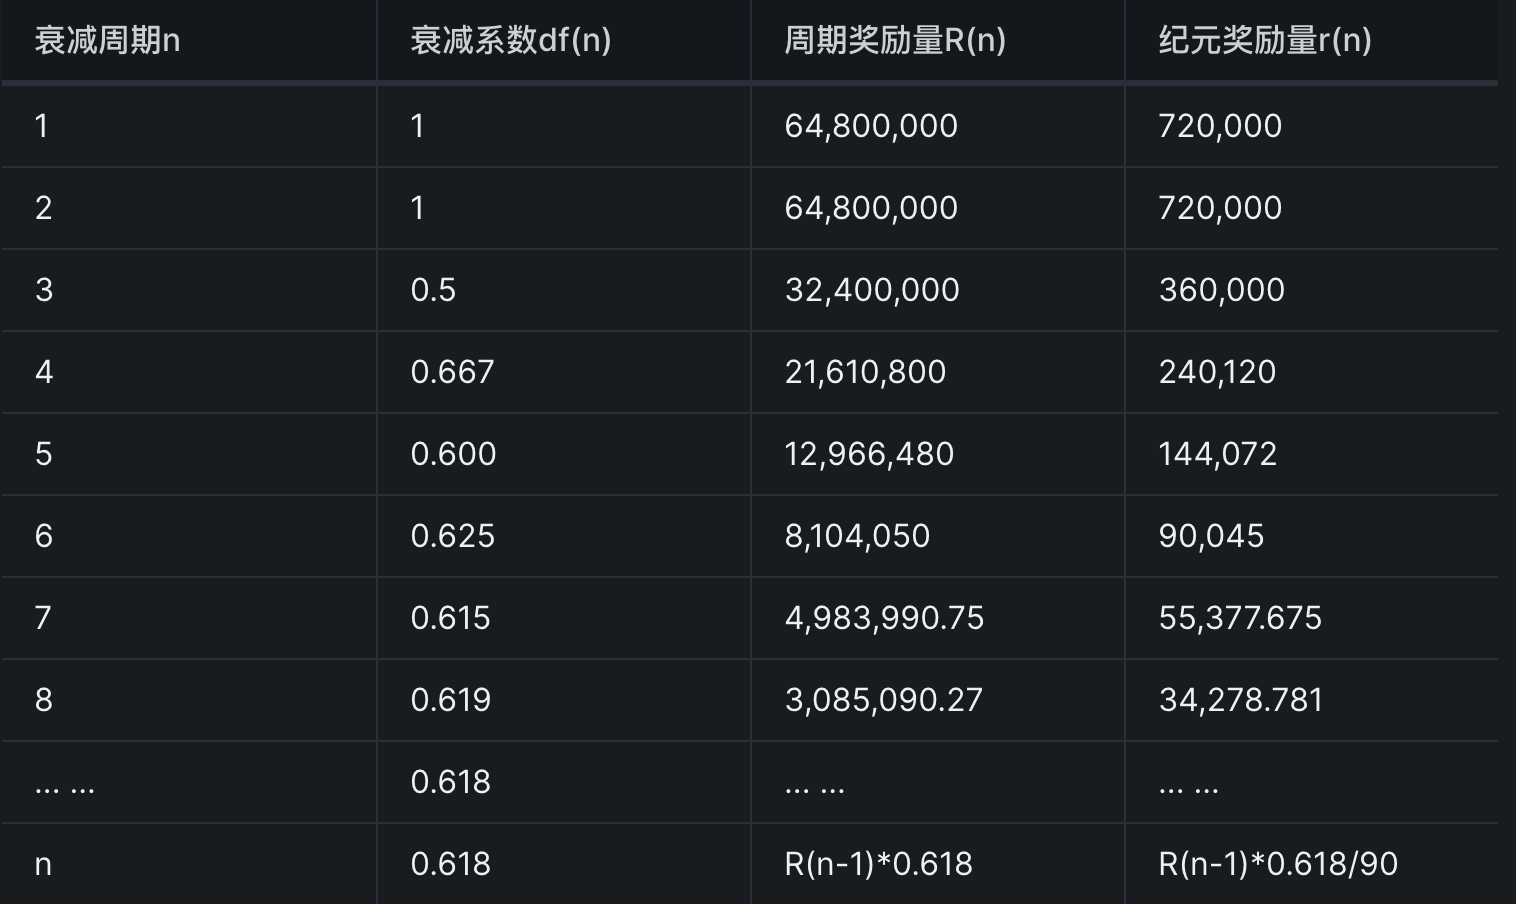 衰减周期n 衰减系数df(n) 周期奖励量R(n) 纪元奖励量r(n)
1 1 64,800,000 720,000
2 1 64,800,000 720,000
3 0.5 32,400,000 360,000
4 0.667 21,610,800 240,120
5 0.600 12,966,480 144,072
6 0.625 8,104,050 90,045
7 0.615 4,983,990.75 55,377.675
8 0.619 3,085,090.27 34,278.781
... ... 0.618 ... ... ... ...
n 0.618 R(n-1)*0.618 R(n-1)*0.618/90